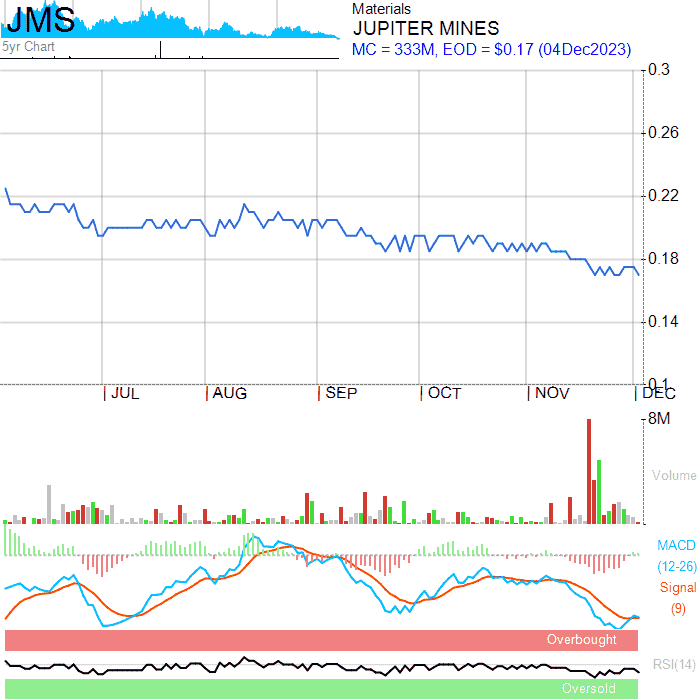 JMS
5yr Chart
Materials
JUPITER MINES
MC = 333M, EOD = $0.17 (04Dec2023)
0.3
0.26
0.22
0.18
0.14
0.1
JUL AUG SEP OCT NOV DEC
8M
Volume
MACD
(12-26)
Signal
(9)
Overbought
RSI(14)
Oversold